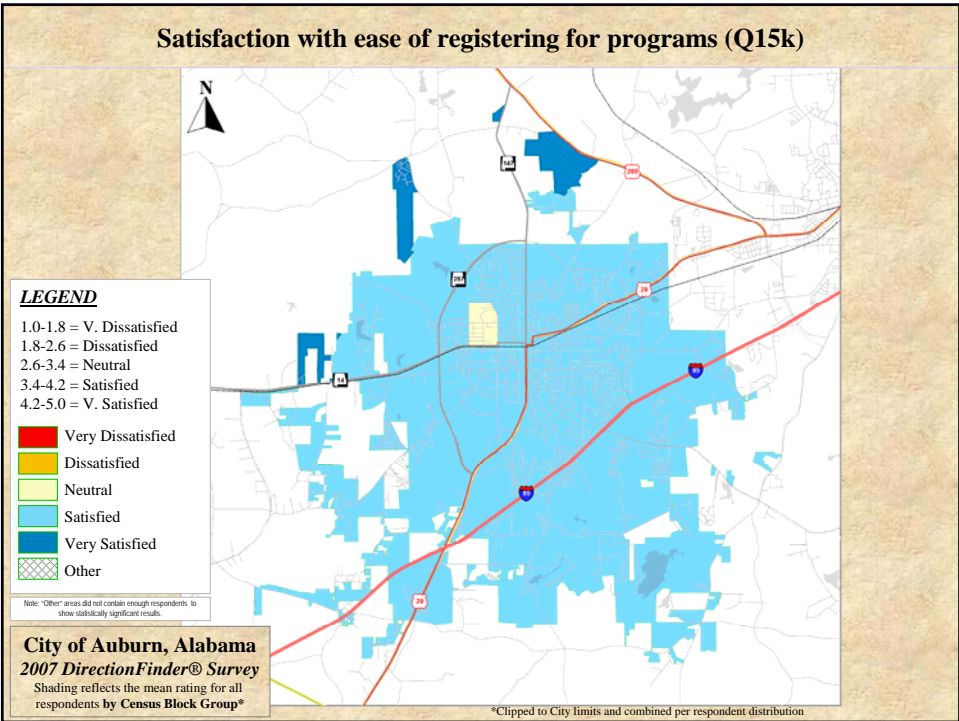 Satisfaction with ease of registering for programs (Q15k)
N
147
280
267
29
14
85
85
29
LEGEND
1.0-1.8 = V. Dissatisfied
1.8-2.6 = Dissatisfied
2.6-3.4 = Neutral
3.4-4.2 = Satisfied
4.2-5.0 = V. Satisfied
Very Dissatisfied
Dissatisfied
Neutral
Satisfied
Very Satisfied
Other
Note: "Other" areas did not contain enough respondents to
show statistically significant results.
City of Auburn, Alabama
2007 DirectionFinder® Survey
Shading reflects the mean rating for all
respondents by Census Block Group*
*Clipped to City limits and combined per respondent distribution